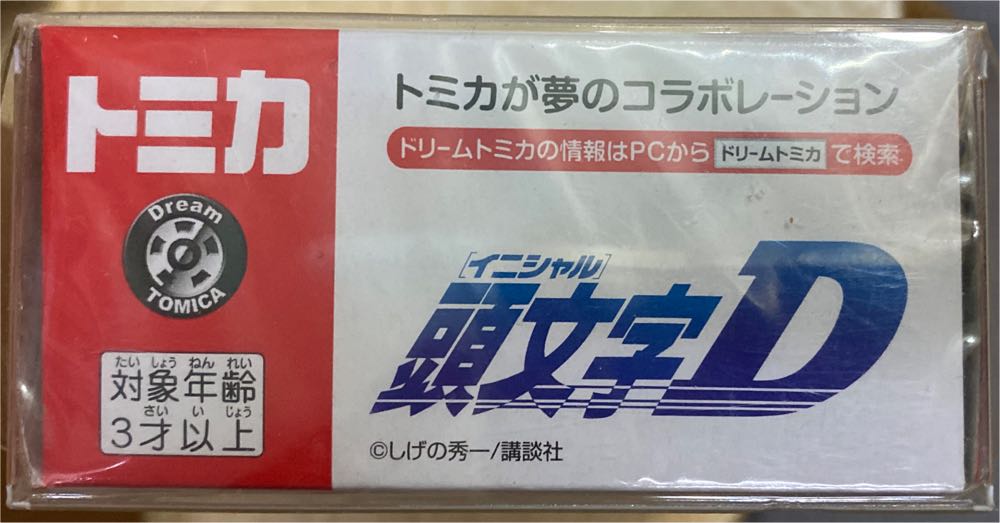 トミカ
Dream
TOMICA
たいしょうねんれい
対象年齢
さいいじょう
3才以上
トミカが夢のコラボレーション
ドリームトミカの情報はPCから ドリームトミカ で検索
[イニシャル]
頭文字D
©しげの秀一/講談社